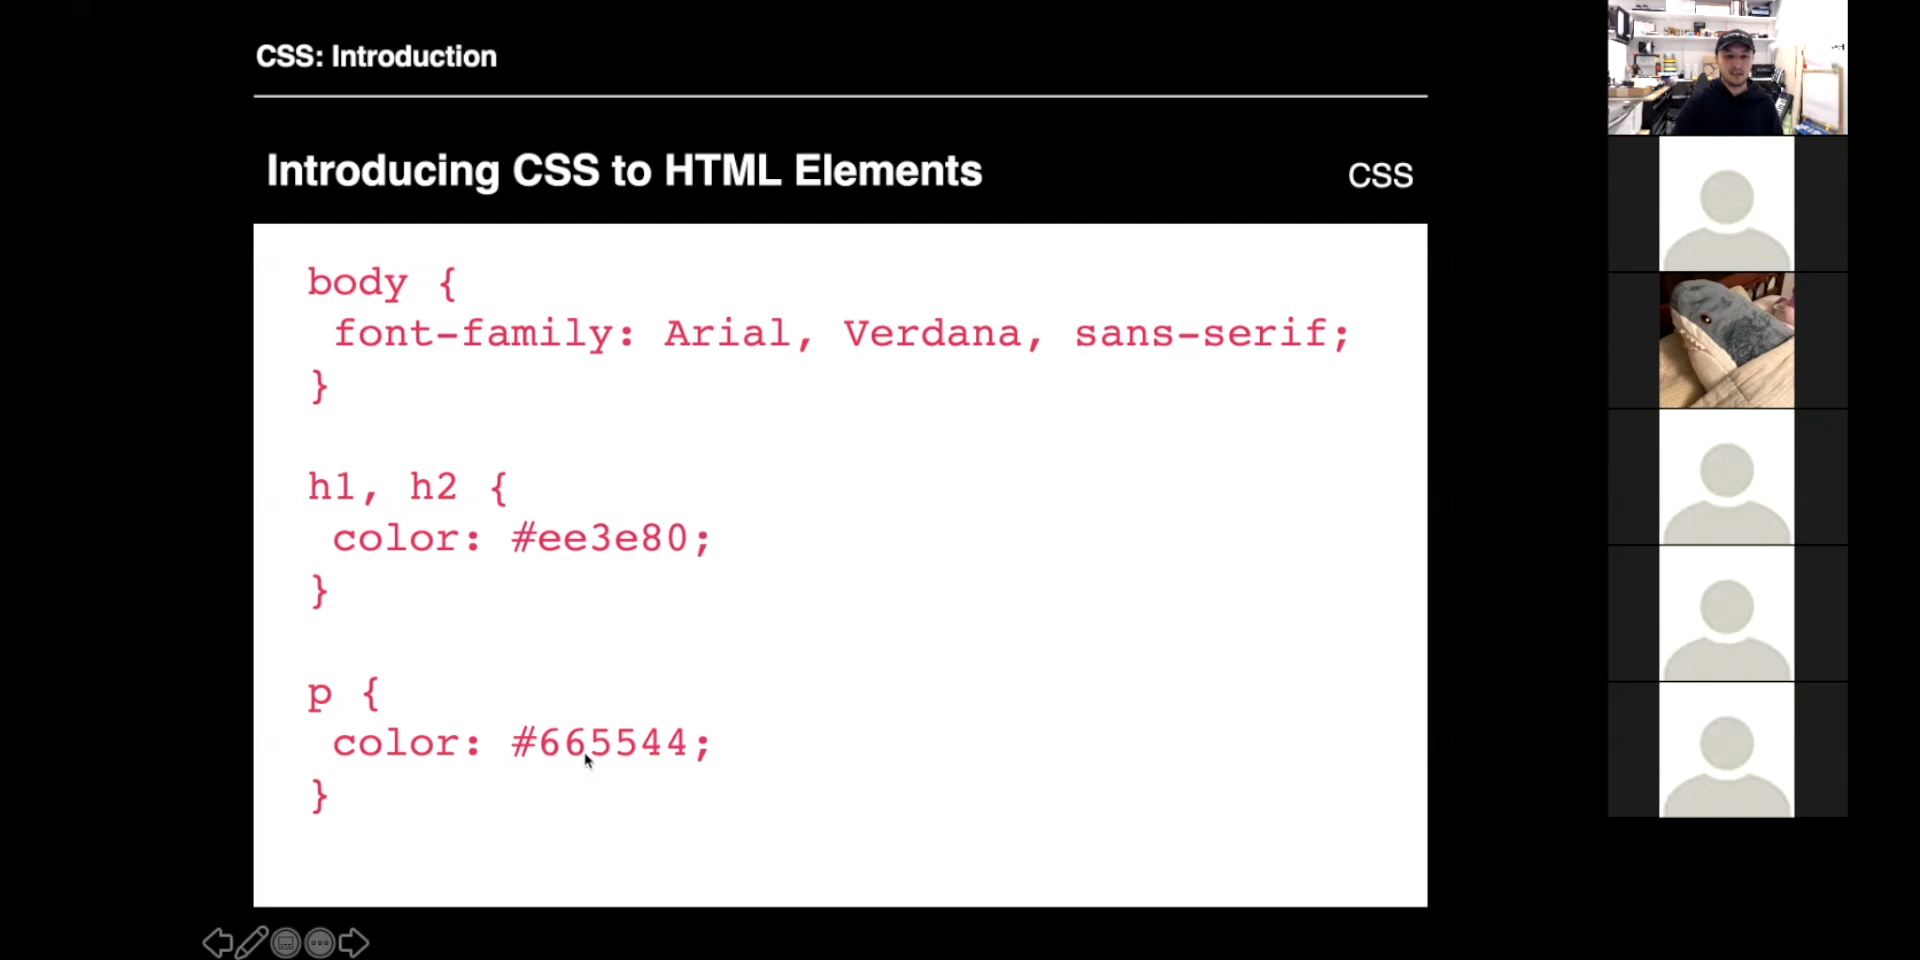 CSS: Introduction
Introducing CSS to HTML Elements
CSS
body {
font-family: Arial, Verdana, sans-serif;
}
h1, h2 {
color: #ee3e80;
}
p {
color: #665544;
}